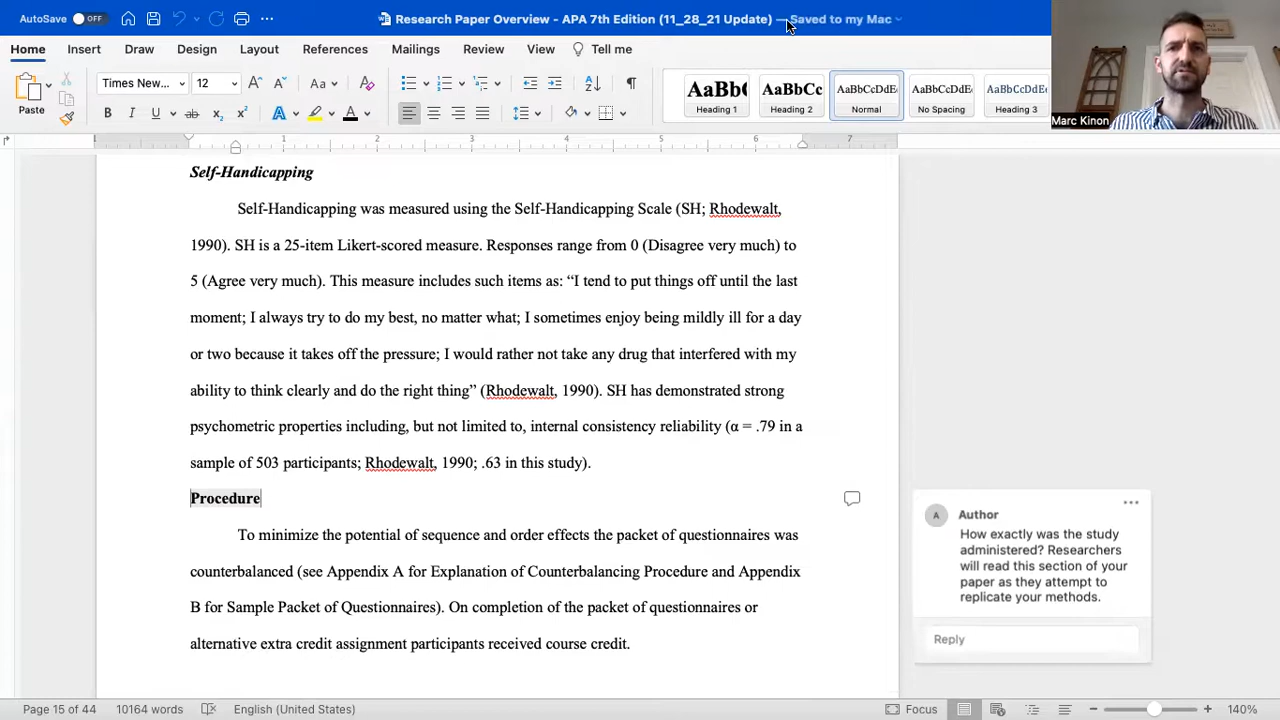 AutoSave OFF
Research Paper Overview - APA 7th Edition (11_28_21 Update) — Saved to my Mac
Home Insert Draw Design Layout References Mailings Review View Tell me
Paste
Times New... 12
AaBb( Heading 1
AaBbCc Heading 2
AaBbCcDdE Normal
AaBbCcDdE No Spacing
AaBbCcDdE Heading 3
Marc Kinon
1 2 3 4 5 6 7
Self-Handicapping
Self-Handicapping was measured using the Self-Handicapping Scale (SH; Rhodewalt,
1990). SH is a 25-item Likert-scored measure. Responses range from 0 (Disagree very much) to
5 (Agree very much). This measure includes such items as: “I tend to put things off until the last
moment; I always try to do my best, no matter what; I sometimes enjoy being mildly ill for a day
or two because it takes off the pressure; I would rather not take any drug that interfered with my
ability to think clearly and do the right thing” (Rhodewalt, 1990). SH has demonstrated strong
psychometric properties including, but not limited to, internal consistency reliability (α = .79 in a
sample of 503 participants; Rhodewalt, 1990; .63 in this study).
Procedure
To minimize the potential of sequence and order effects the packet of questionnaires was
counterbalanced (see Appendix A for Explanation of Counterbalancing Procedure and Appendix
B for Sample Packet of Questionnaires). On completion of the packet of questionnaires or
alternative extra credit assignment participants received course credit.
A Author
How exactly was the study
administered? Researchers
will read this section of your
paper as they attempt to
replicate your methods.
Reply
Page 15 of 44 10164 words English (United States) Focus 140%